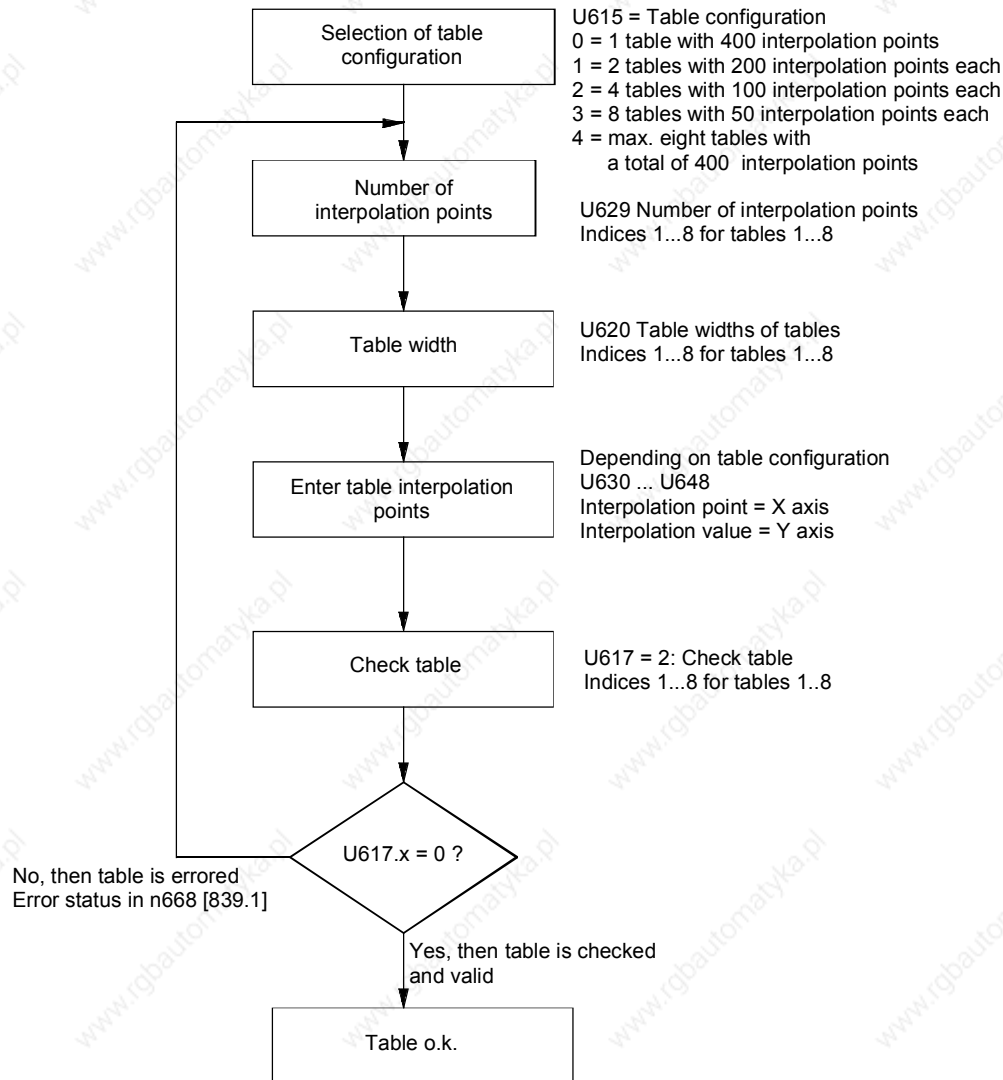 Selection of table
configuration
U615 = Table configuration
0 = 1 table with 400 interpolation points
1 = 2 tables with 200 interpolation points each
2 = 4 tables with 100 interpolation points each
3 = 8 tables with 50 interpolation points each
4 = max. eight tables with
a total of 400 interpolation points
Number of
interpolation points
U629 Number of interpolation points
Indices 1...8 for tables 1...8
Table width
U620 Table widths of tables
Indices 1...8 for tables 1...8
Enter table interpolation
points
Depending on table configuration
U630 ... U648
Interpolation point = X axis
Interpolation value = Y axis
Check table
U617 = 2: Check table
Indices 1...8 for tables 1..8
U617.x = 0 ?
No, then table is errored
Error status in n668 [839.1]
Yes, then table is checked
and valid
Table o.k.
www.rgbautomatyka.pl